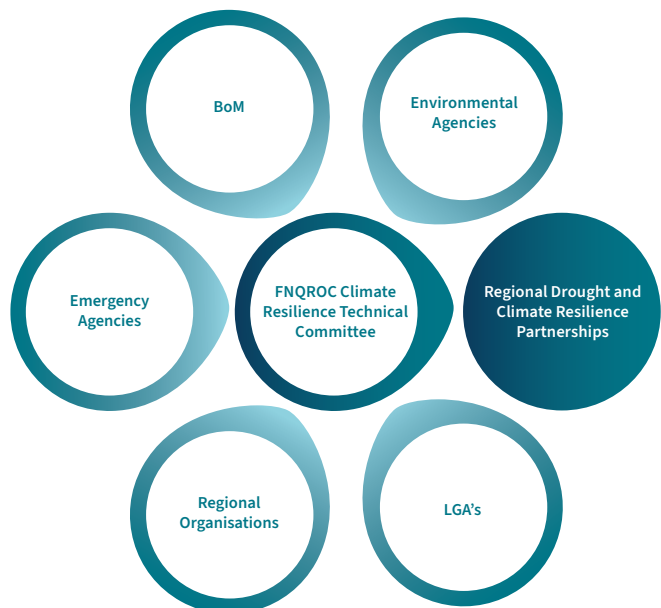 BoM
Environmental
Agencies
Emergency
Agencies
FNQROC Climate
Resilience Technical
Committee
Regional Drought and
Climate Resilience
Partnerships
Regional
Organisations
LGA’s